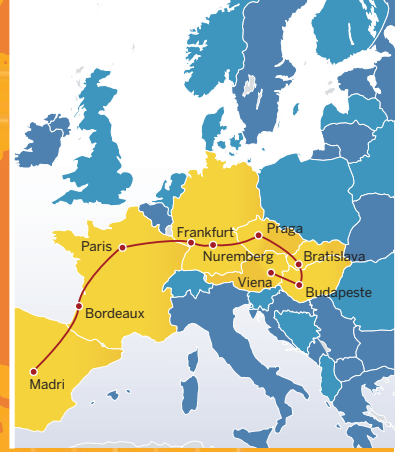 Frankfurt
Praga
Paris
Nuremberg
Bratislava
Viena
Budapeste
Bordeaux
Madri